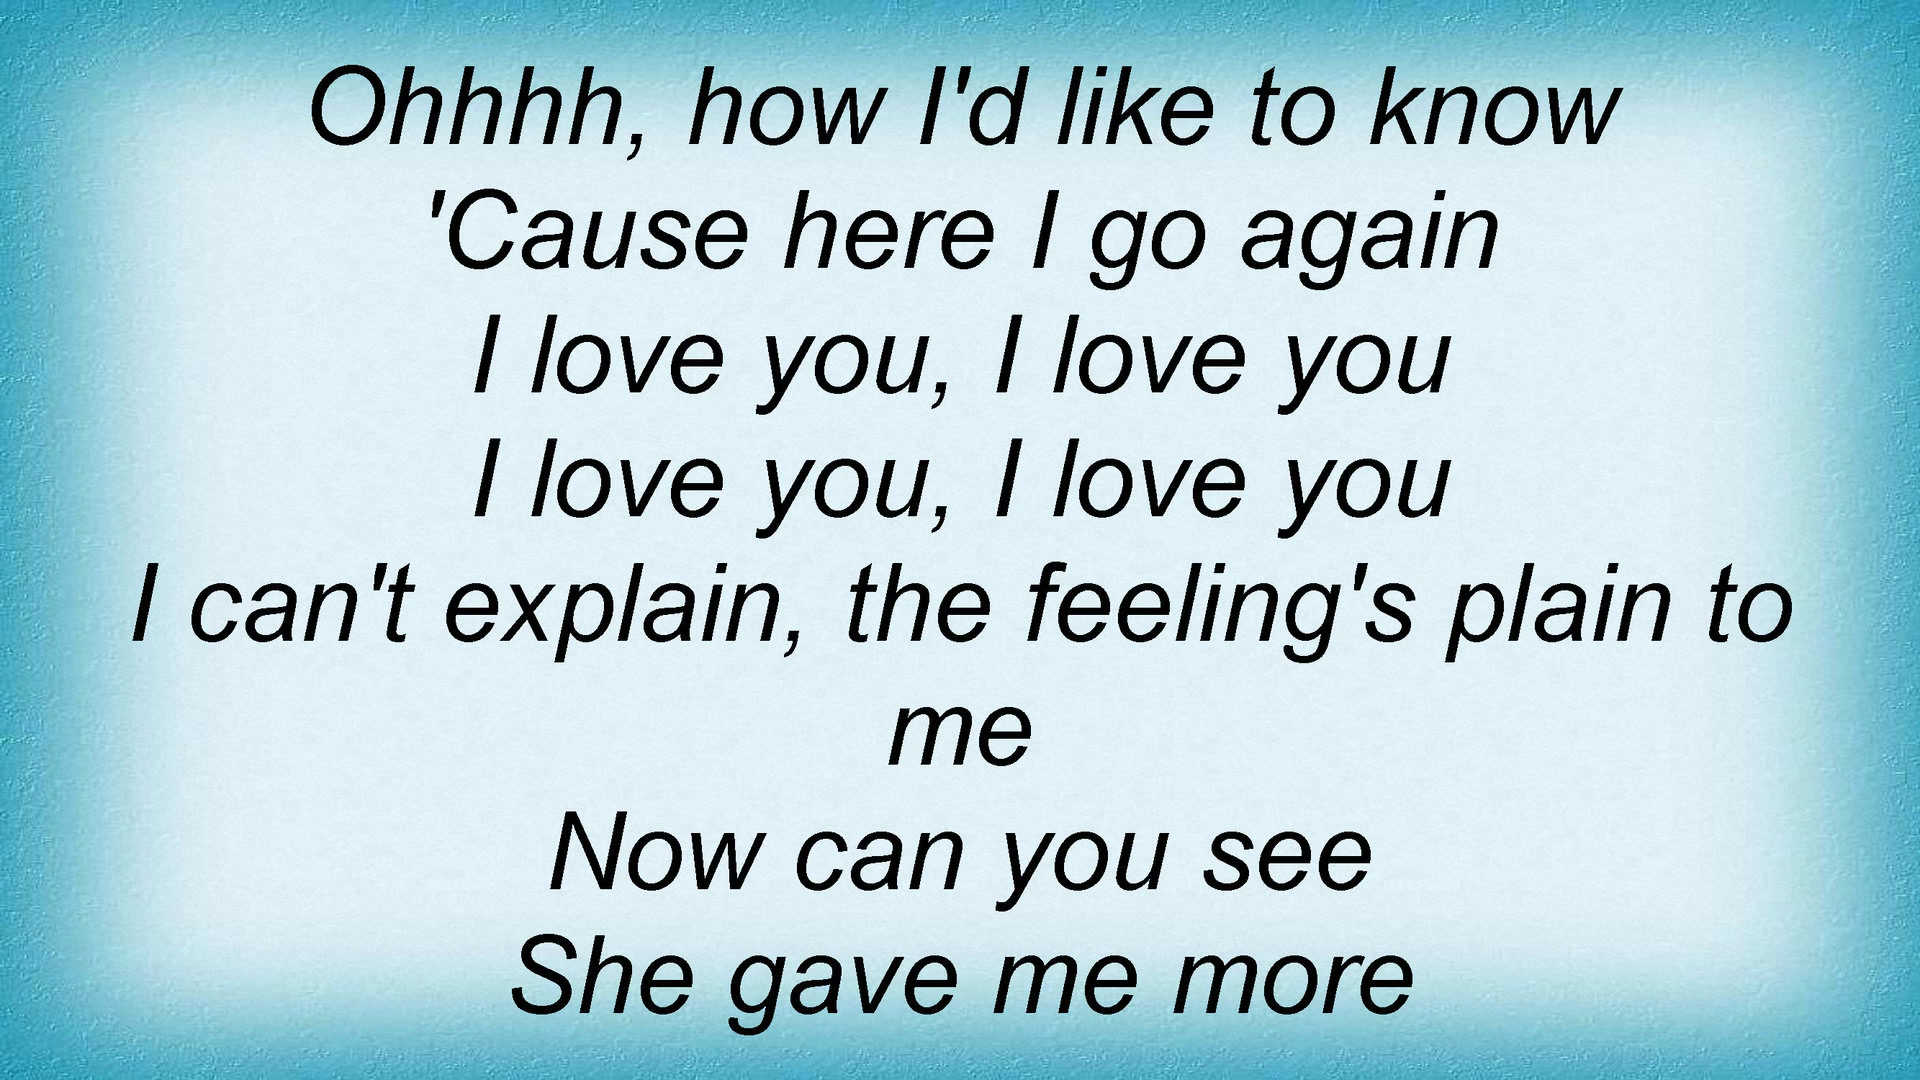 Ohhhh, how I'd like to know
'Cause here I go again
I love you, I love you
I love you, I love you
I can't explain, the feeling's plain to
me
Now can you see
She gave me more